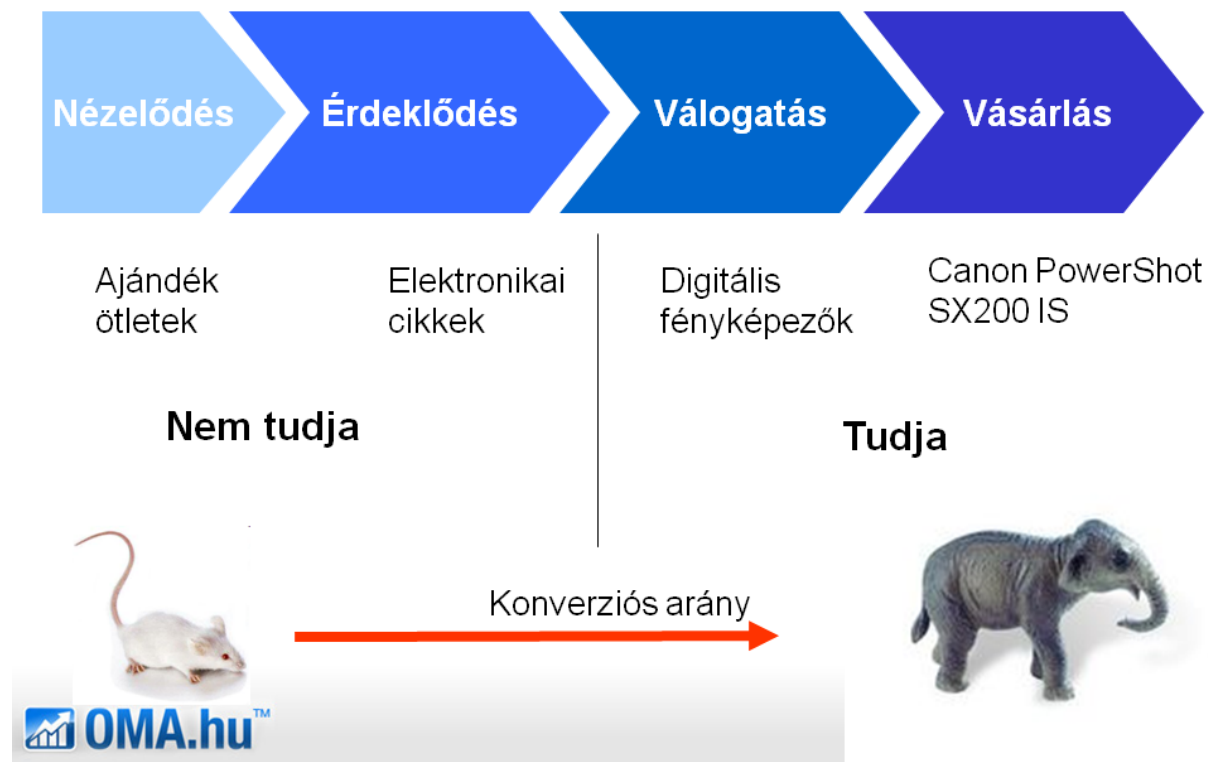 Nézelődés
Érdeklődés
Válogatás
Vásárlás
Ajándék
ötletek
Elektronikai
cikkek
Digitális
fényképezők
Canon PowerShot
SX200 IS
Nem tudja
Tudja
Konverziós arány
OMA.hu™